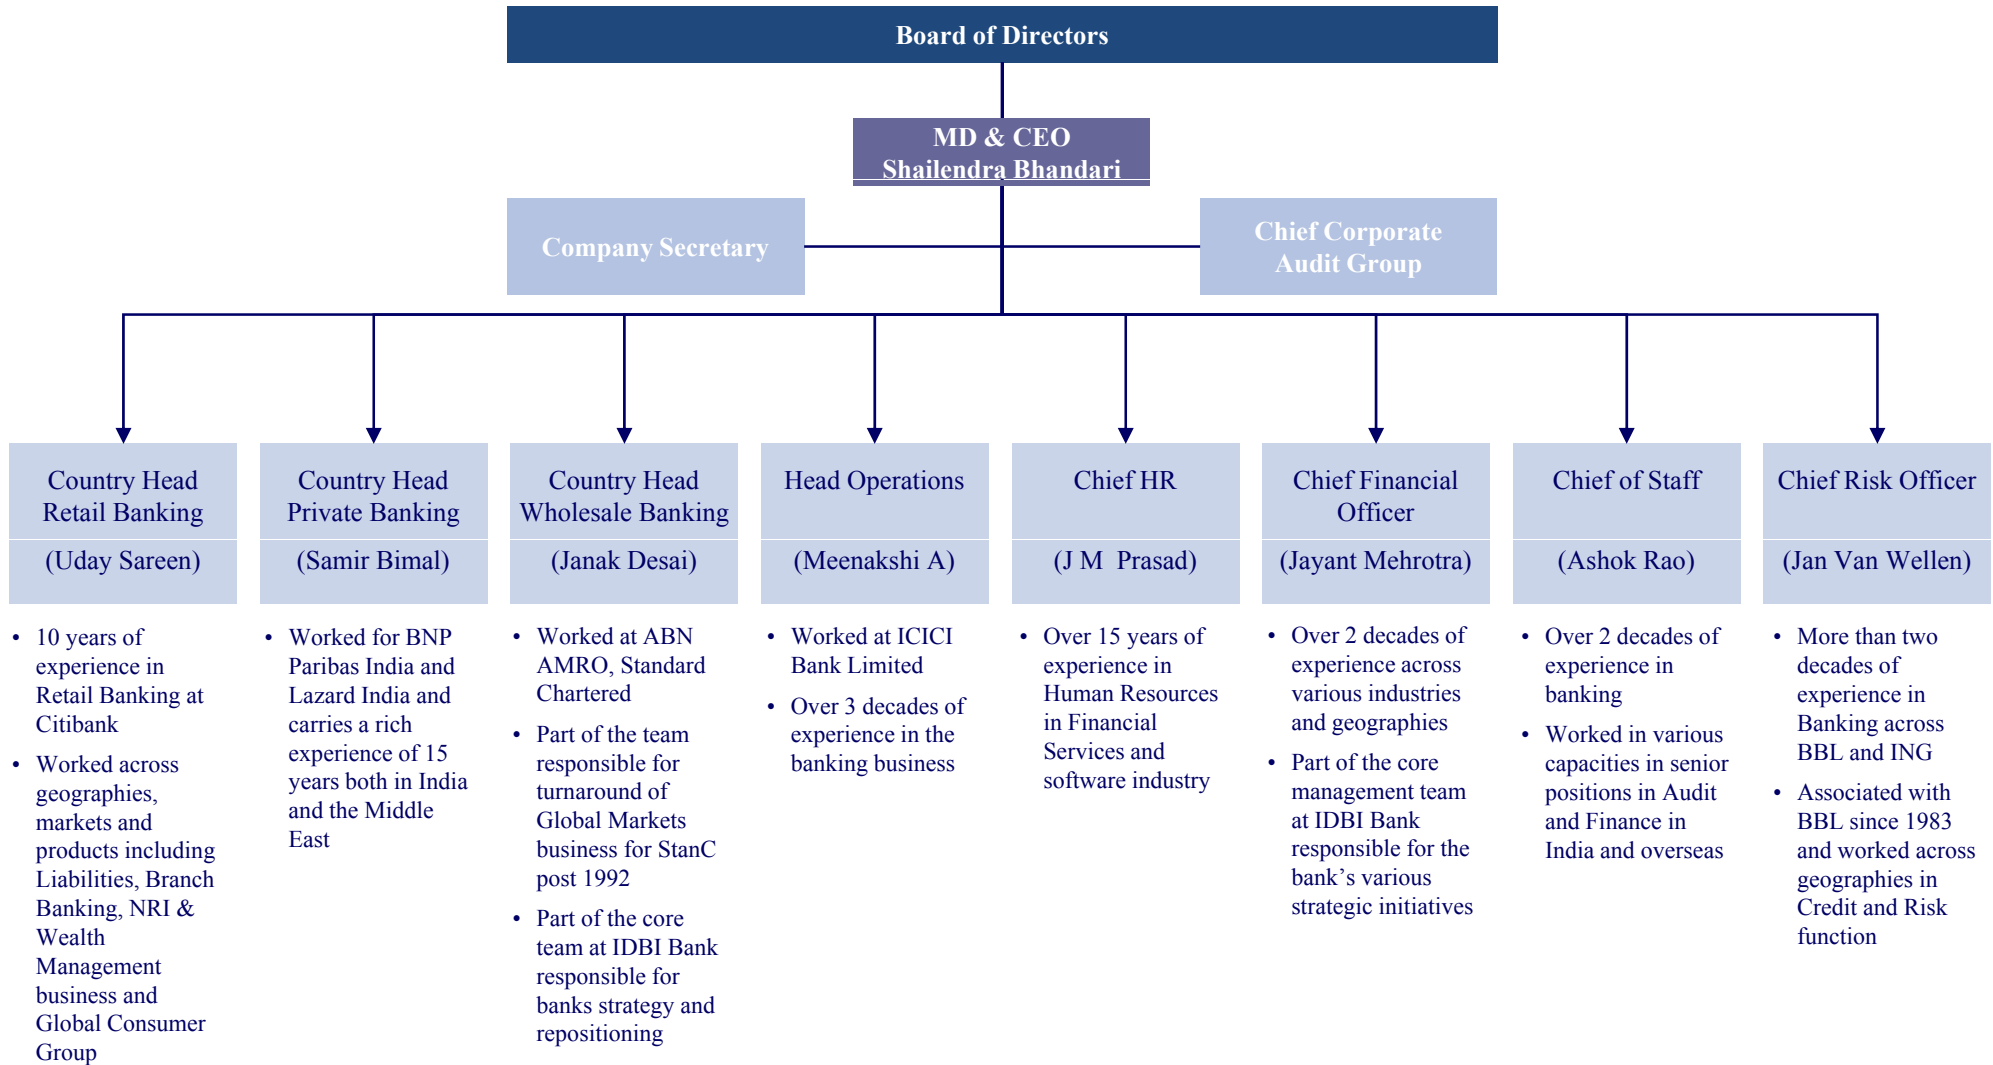 Board of Directors
MD & CEO
Shailendra Bhandari
Company Secretary
Chief Corporate
Audit Group
Country Head
Retail Banking
(Uday Sareen)
• 10 years of
experience in
Retail Banking at
Citibank
• Worked across
geographies,
markets and
products including
Liabilities, Branch
Banking, NRI &
Wealth
Management
business and
Global Consumer
Group
Country Head
Private Banking
(Samir Bimal)
• Worked for BNP
Paribas India and
Lazard India and
carries a rich
experience of 15
years both in India
and the Middle
East
Country Head
Wholesale Banking
(Janak Desai)
• Worked at ABN
AMRO, Standard
Chartered
• Part of the team
responsible for
turnaround of
Global Markets
business for StanC
post 1992
• Part of the core
team at IDBI Bank
responsible for
banks strategy and
repositioning
Head Operations
(Meenakshi A)
• Worked at ICICI
Bank Limited
• Over 3 decades of
experience in the
banking business
Chief HR
(J M Prasad)
• Over 15 years of
experience in
Human Resources
in Financial
Services and
software industry
Chief Financial
Officer
(Jayant Mehrotra)
• Over 2 decades of
experience across
various industries
and geographies
• Part of the core
management team
at IDBI Bank
responsible for the
bank’s various
strategic initiatives
Chief of Staff
(Ashok Rao)
• Over 2 decades of
experience in
banking
• Worked in various
capacities in senior
positions in Audit
and Finance in
India and overseas
Chief Risk Officer
(Jan Van Wellen)
• More than two
decades of
experience in
Banking across
BBL and ING
• Associated with
BBL since 1983
and worked across
geographies in
Credit and Risk
function